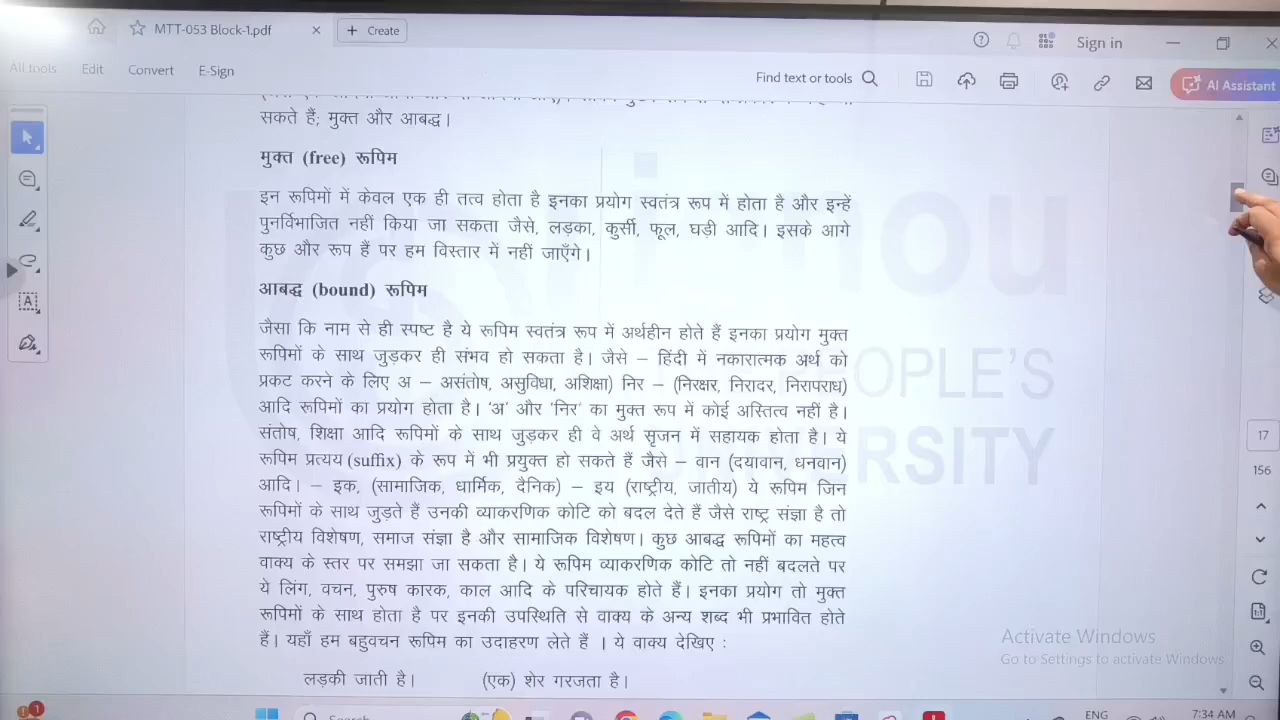 MTT-053 Block-1.pdf
+ Create
Sign in
All tools
Edit
Convert
E-Sign
Find text or tools
AI Assistant
सकते हैं; मुक्त और आबद्ध।
मुक्त (free) रूपिम
इन रूपिमों में केवल एक ही तत्व होता है इनका प्रयोग स्वतंत्र रूप में होता है और इन्हें
पुनर्विभाजित नहीं किया जा सकता जैसे, लड़का, कुर्सी, फूल, घड़ी आदि। इसके आगे
कुछ और रूप हैं पर हम विस्तार में नहीं जाएँगे।
आबद्ध (bound) रूपिम
जैसा कि नाम से ही स्पष्ट है ये रूपिम स्वतंत्र रूप में अर्थहीन होते हैं इनका प्रयोग मुक्त
रूपिमों के साथ जुड़कर ही संभव हो सकता है। जैसे – हिंदी में नकारात्मक अर्थ को
प्रकट करने के लिए अ – असंतोष, असुविधा, अशिक्षा) निर – (निरक्षर, निरादर, निरापराध)
आदि रूपिमों का प्रयोग होता है। 'अ' और 'निर' का मुक्त रूप में कोई अस्तित्व नहीं है।
संतोष, शिक्षा आदि रूपिमों के साथ जुड़कर ही वे अर्थ सृजन में सहायक होता है। ये
रूपिम प्रत्यय (suffix) के रूप में भी प्रयुक्त हो सकते हैं जैसे – वान (दयावान, धनवान)
आदि। – इक, (सामाजिक, धार्मिक, दैनिक) – इय (राष्ट्रीय, जातीय) ये रूपिम जिन
रूपिमों के साथ जुड़ते हैं उनकी व्याकरणिक कोटि को बदल देते हैं जैसे राष्ट्र संज्ञा है तो
राष्ट्रीय विशेषण, समाज संज्ञा है और सामाजिक विशेषण। कुछ आबद्ध रूपिमों का महत्व
वाक्य के स्तर पर समझा जा सकता है। ये रूपिम व्याकरणिक कोटि तो नहीं बदलते पर
ये लिंग, वचन, पुरुष कारक, काल आदि के परिचायक होते हैं। इनका प्रयोग तो मुक्त
रूपिमों के साथ होता है पर इनकी उपस्थिति से वाक्य के अन्य शब्द भी प्रभावित होते
हैं। यहाँ हम बहुवचन रूपिम का उदाहरण लेते हैं । ये वाक्य देखिए :
लड़की जाती है। (एक) शेर गरजता है।
ignou
PEOPLE'S
UNIVERSITY
17
156
Activate Windows
Go to Settings to activate Windows.
Search
ENG
7:34 AM